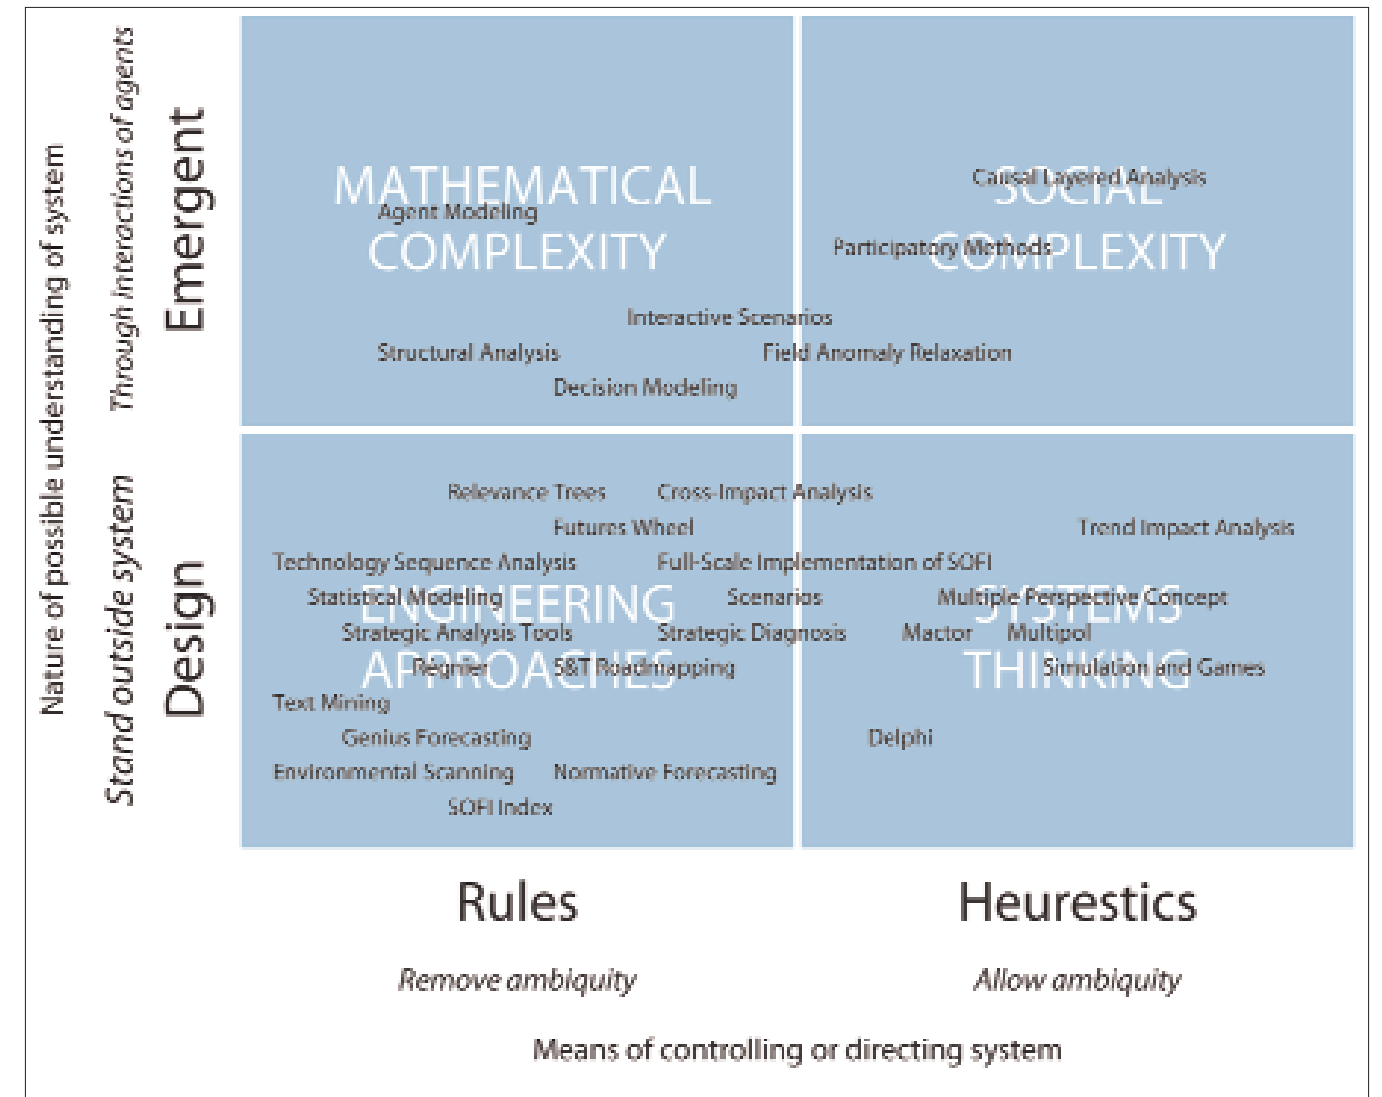 Nature of possible understanding of system
Through interactions of agents
Emergent
Stand outside system
Design
MATHEMATICAL
COMPLEXITY
Agent Modeling
SOCIAL
COMPLEXITY
Causal Layered Analysis
Participatory Methods
Interactive Scenarios
Structural Analysis
Field Anomaly Relaxation
Decision Modeling
ENGINEERING
APPROACHES
SYSTEMS
THINKING
Relevance Trees
Cross-Impact Analysis
Futures Wheel
Trend Impact Analysis
Technology Sequence Analysis
Full-Scale Implementation of SOFI
Statistical Modeling
Scenarios
Multiple Perspective Concept
Strategic Analysis Tools
Strategic Diagnosis
Mactor
Multipol
Régnier
S&T Roadmapping
Simulation and Games
Text Mining
Genius Forecasting
Delphi
Environmental Scanning
Normative Forecasting
SOFI Index
Rules
Heurestics
Remove ambiquity
Allow ambiquity
Means of controlling or directing system